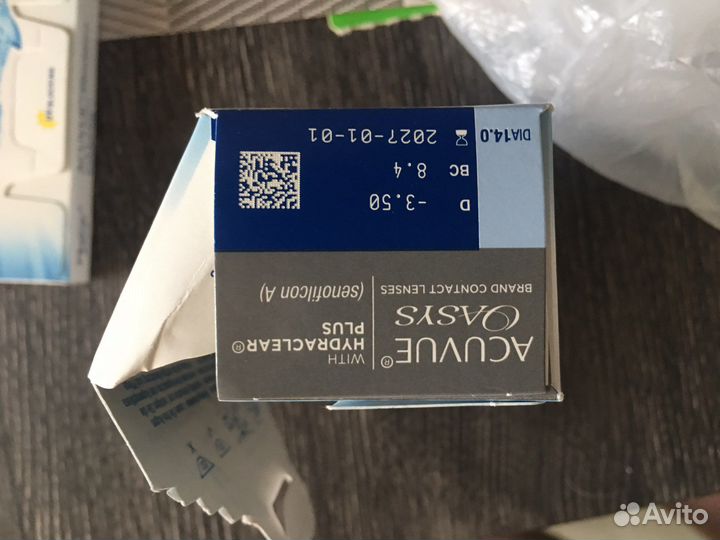 ACUVUE®
OASYS
BRAND CONTACT LENSES
WITH
HYDRACLEAR®
PLUS
(senofilcon A)
D -3.50
BC 8.4
2027-01-01
DIA14.0
Avito